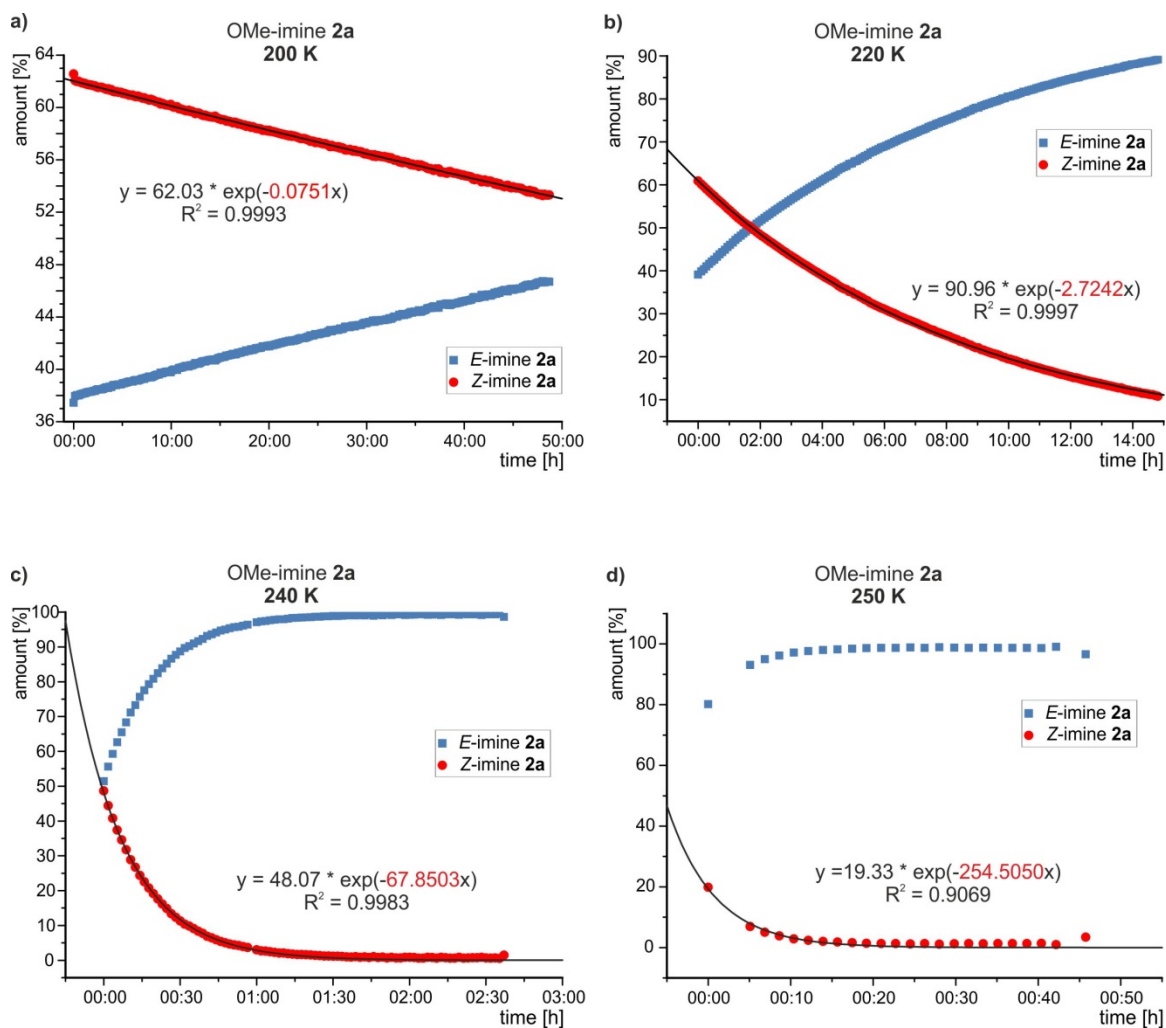 a)
OMe-imine 2a
200 K
amount [%]
64
60
56
52
48
44
40
36
y = 62.03 * exp(-0.0751x)
R² = 0.9993
E-imine 2a
Z-imine 2a
00:00 10:00 20:00 30:00 40:00 50:00
time [h]
b)
OMe-imine 2a
220 K
amount [%]
90
80
70
60
50
40
30
20
10
E-imine 2a
Z-imine 2a
y = 90.96 * exp(-2.7242x)
R² = 0.9997
00:00 02:00 04:00 06:00 08:00 10:00 12:00 14:00
time [h]
c)
OMe-imine 2a
240 K
amount [%]
100
90
80
70
60
50
40
30
20
10
0
E-imine 2a
Z-imine 2a
y = 48.07 * exp(-67.8503x)
R² = 0.9983
00:00 00:30 01:00 01:30 02:00 02:30 03:00
time [h]
d)
OMe-imine 2a
250 K
amount [%]
100
80
60
40
20
0
E-imine 2a
Z-imine 2a
y =19.33 * exp(-254.5050x)
R² = 0.9069
00:00 00:10 00:20 00:30 00:40 00:50
time [h]